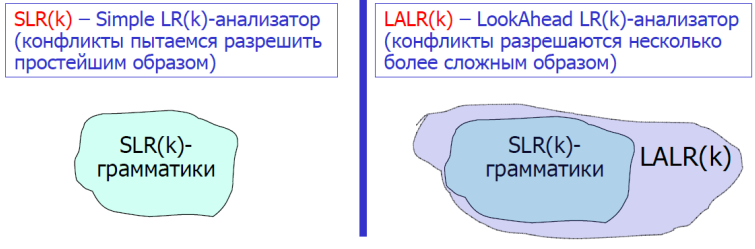 SLR(k) – Simple LR(k)-анализатор
(конфликты пытаемся разрешить
простейшим образом)
SLR(k)-
грамматики
LALR(k) – LookAhead LR(k)-анализатор
(конфликты разрешаются несколько
более сложным образом)
SLR(k)-
грамматики
LALR(k)